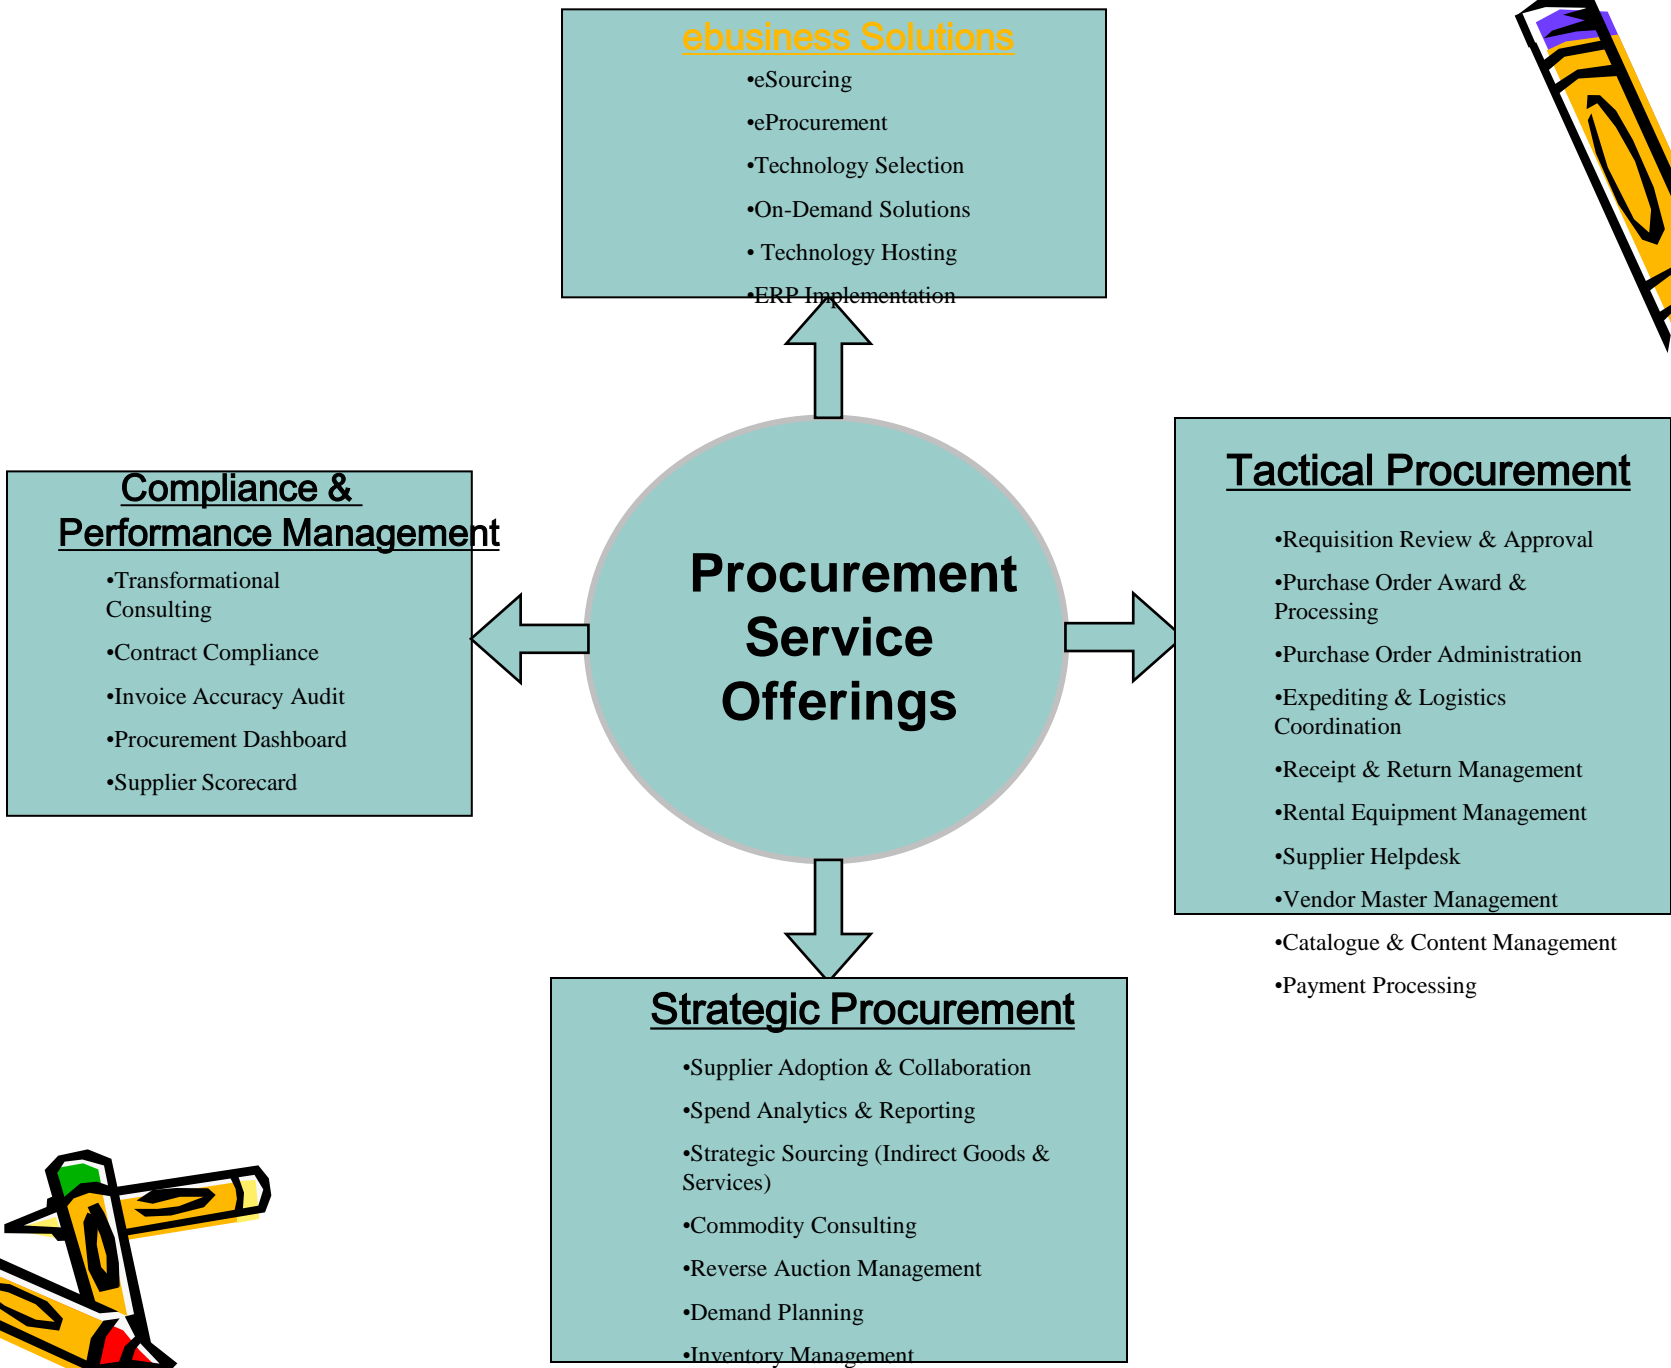 ebusiness Solutions
•eSourcing
•eProcurement
•Technology Selection
•On-Demand Solutions
• Technology Hosting
•ERP Implementation
Compliance &
Performance Management
•Transformational
Consulting
•Contract Compliance
•Invoice Accuracy Audit
•Procurement Dashboard
•Supplier Scorecard
Procurement
Service
Offerings
Tactical Procurement
•Requisition Review & Approval
•Purchase Order Award &
Processing
•Purchase Order Administration
•Expediting & Logistics
Coordination
•Receipt & Return Management
•Rental Equipment Management
•Supplier Helpdesk
•Vendor Master Management
•Catalogue & Content Management
•Payment Processing
Strategic Procurement
•Supplier Adoption & Collaboration
•Spend Analytics & Reporting
•Strategic Sourcing (Indirect Goods &
Services)
•Commodity Consulting
•Reverse Auction Management
•Demand Planning
•Inventory Management